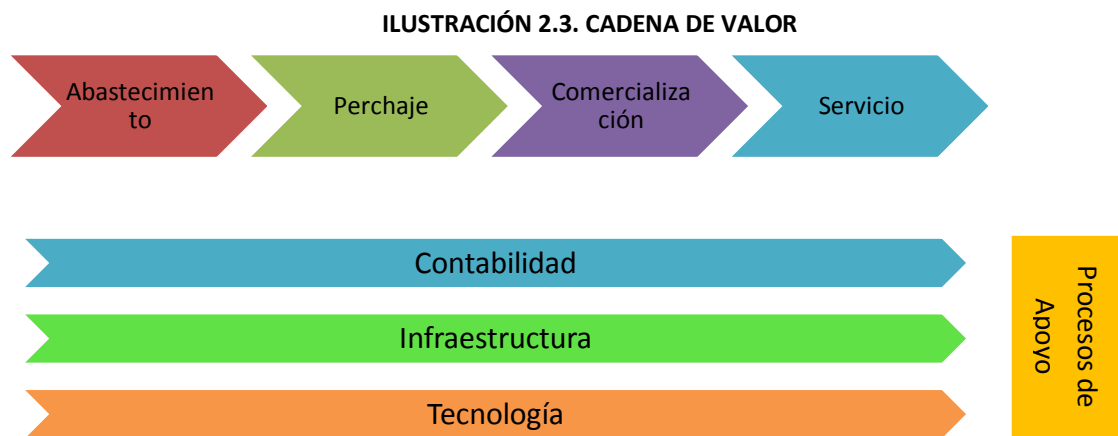 ILUSTRACIÓN 2.3. CADENA DE VALOR
Abastecimien
to
Perchaje
Comercializa
ción
Servicio
Contabilidad
Infraestructura
Tecnología
Procesos de
Apoyo